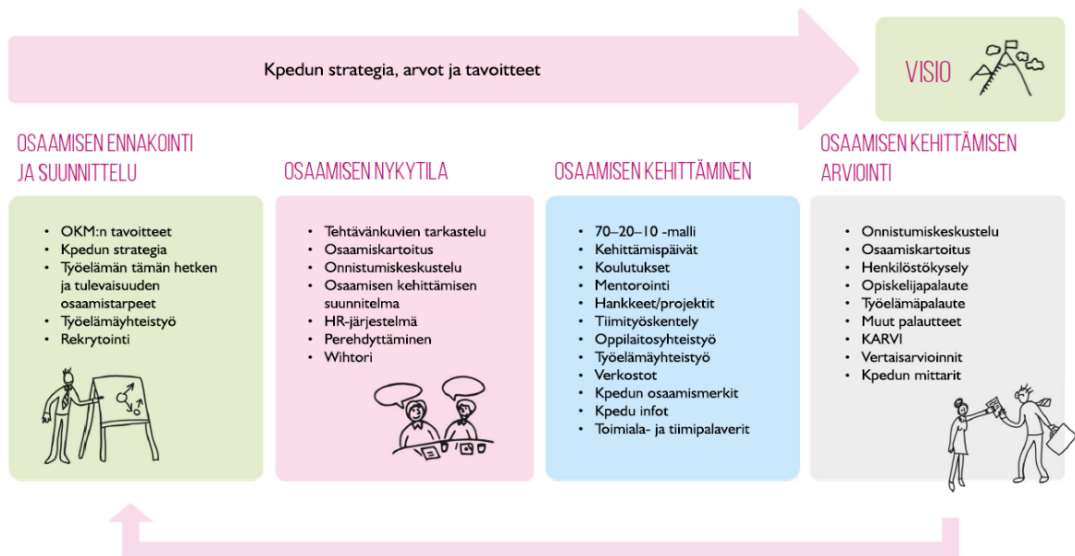 Kpedun strategia, arvot ja tavoitteet
VISIO
OSAAMISEN ENNAKOINTI
JA SUUNNITTELU
• OKM:n tavoitteet
• Kpedun strategia
• Työelämän tämän hetken
ja tulevaisuuden
osaamistarpeet
• Työelämäyhteistyö
• Rekrytointi
OSAAMISEN NYKYTILA
• Tehtävänkuvien tarkastelu
• Osaamiskartoitus
• Onnistumiskeskustelu
• Osaamisen kehittämisen
suunnitelma
• HR-järjestelmä
• Perehdyttäminen
• Wihtori
OSAAMISEN KEHITTÄMINEN
• 70–20–10 -malli
• Kehittämispäivät
• Koulutukset
• Mentorointi
• Hankkeet/projektit
• Tiimityöskentely
• Oppilaitosyhteistyö
• Työelämäyhteistyö
• Verkostot
• Kpedun osaamismerkit
• Kpedu infot
• Toimiala- ja tiimipalaverit
OSAAMISEN KEHITTÄMISEN
ARVIOINTI
• Onnistumiskeskustelu
• Osaamiskartoitus
• Henkilöstökysely
• Opiskelijapalaute
• Työelämäpalaute
• Muut palautteet
• KARVI
• Vertaisarvioinnit
• Kpedun mittarit